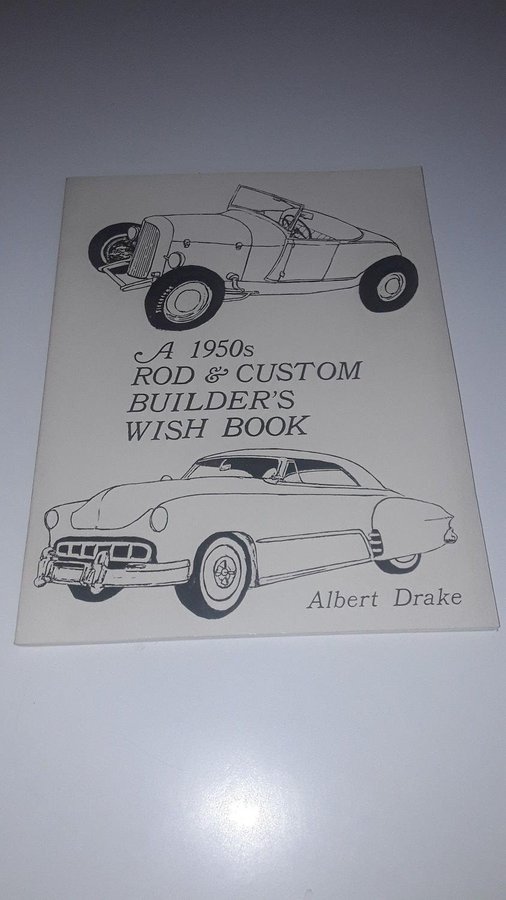 A 1950s
ROD & CUSTOM
BUILDER'S
WISH BOOK
Albert Drake